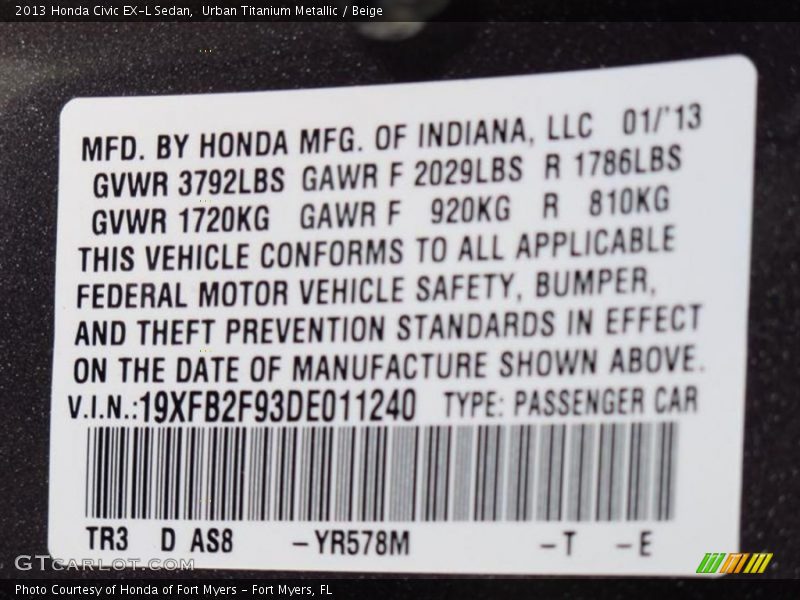 2013 Honda Civic EX-L Sedan,  Urban Titanium Metallic / Beige
MFD. BY HONDA MFG. OF INDIANA, LLC 01/'13
GVWR 3792LBS GAWR F 2029LBS R 1786LBS
GVWR 1720KG GAWR F 920KG R 810KG
THIS VEHICLE CONFORMS TO ALL APPLICABLE
FEDERAL MOTOR VEHICLE SAFETY, BUMPER,
AND THEFT PREVENTION STANDARDS IN EFFECT
ON THE DATE OF MANUFACTURE SHOWN ABOVE.
V.I.N.:19XFB2F93DE011240 TYPE: PASSENGER CAR
TR3 D AS8 -YR578M -T -E
GTcarlot.com
Photo Courtesy of Honda of Fort Myers - Fort Myers, FL